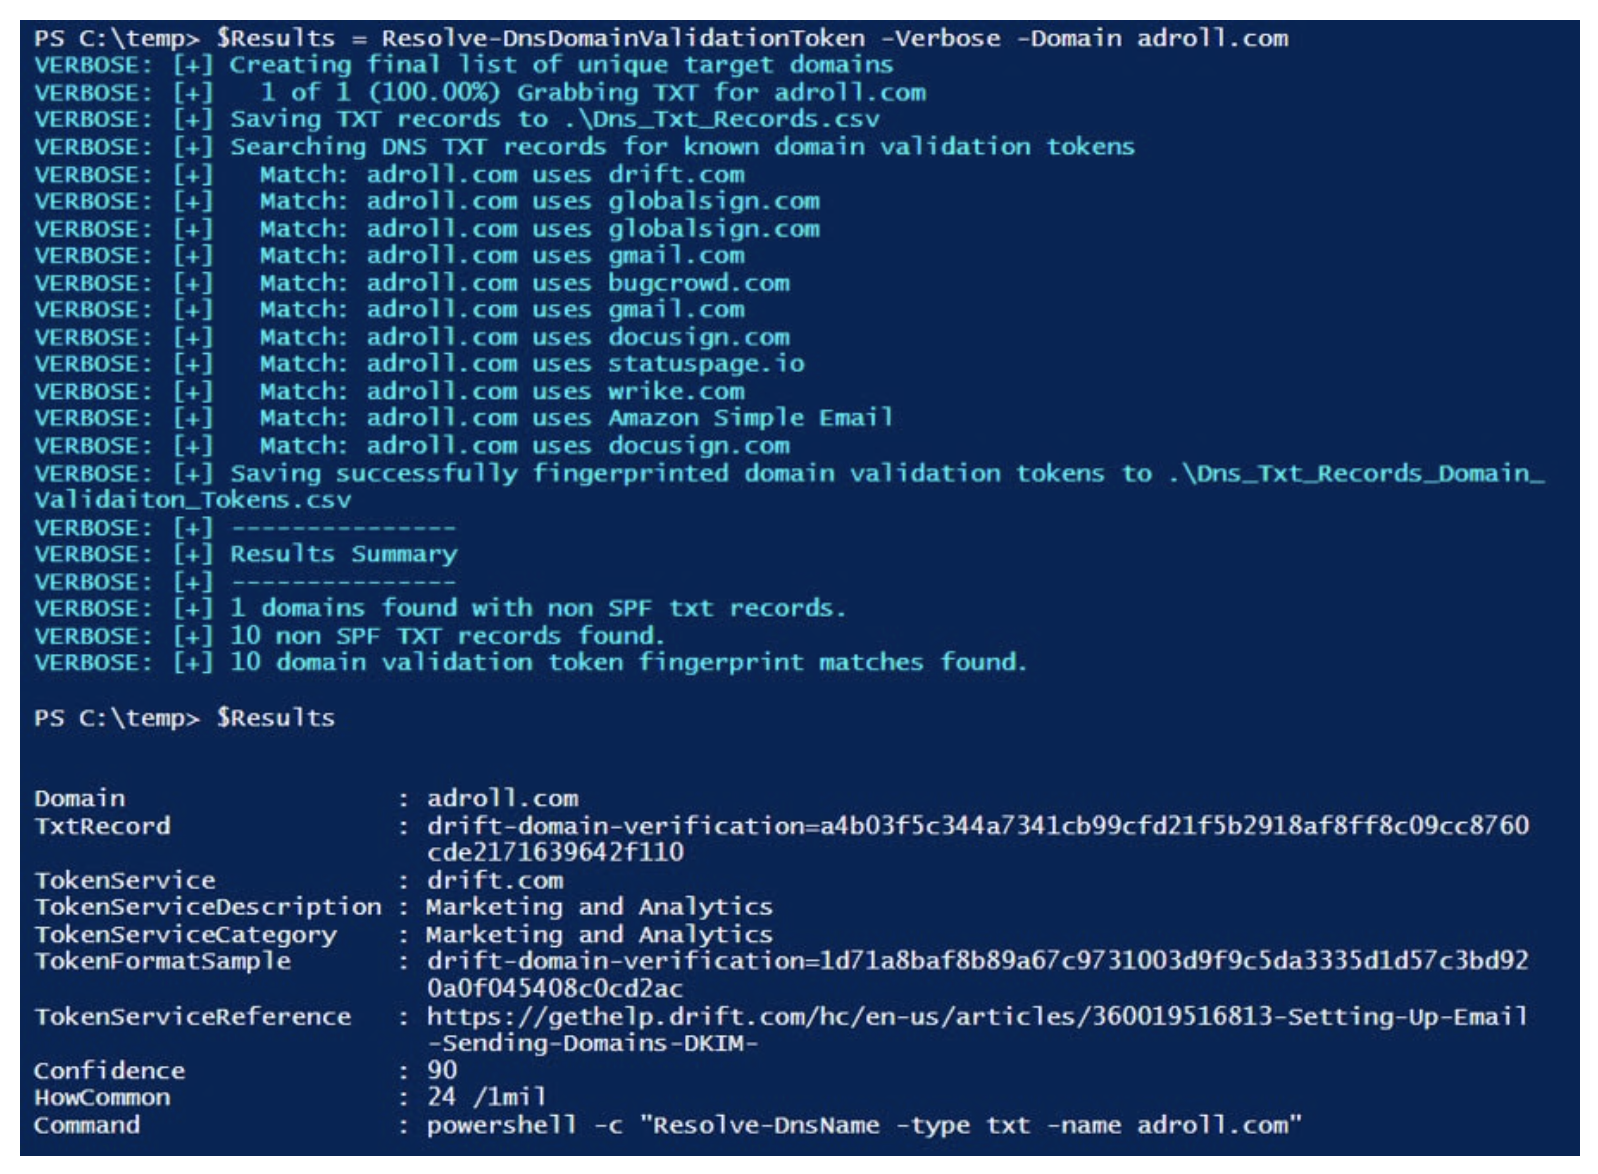 PS C:\temp> $Results = Resolve-DnsDomainValidationToken -Verbose -Domain adroll.com
VERBOSE: [+] Creating final list of unique target domains
VERBOSE: [+]   1 of 1 (100.00%) Grabbing TXT for adroll.com
VERBOSE: [+] Saving TXT records to .\Dns_Txt_Records.csv
VERBOSE: [+] Searching DNS TXT records for known domain validation tokens
VERBOSE: [+]   Match: adroll.com uses drift.com
VERBOSE: [+]   Match: adroll.com uses globalsign.com
VERBOSE: [+]   Match: adroll.com uses globalsign.com
VERBOSE: [+]   Match: adroll.com uses gmail.com
VERBOSE: [+]   Match: adroll.com uses bugcrowd.com
VERBOSE: [+]   Match: adroll.com uses gmail.com
VERBOSE: [+]   Match: adroll.com uses docusign.com
VERBOSE: [+]   Match: adroll.com uses statuspage.io
VERBOSE: [+]   Match: adroll.com uses wrike.com
VERBOSE: [+]   Match: adroll.com uses Amazon Simple Email
VERBOSE: [+]   Match: adroll.com uses docusign.com
VERBOSE: [+] Saving successfully fingerprinted domain validation tokens to .\Dns_Txt_Records_Domain_
Validaiton_Tokens.csv
VERBOSE: [+] ---------------
VERBOSE: [+] Results Summary
VERBOSE: [+] ---------------
VERBOSE: [+] 1 domains found with non SPF txt records.
VERBOSE: [+] 10 non SPF TXT records found.
VERBOSE: [+] 10 domain validation token fingerprint matches found.
PS C:\temp> $Results
Domain                  : adroll.com
TxtRecord               : drift-domain-verification=a4b03f5c344a7341cb99cfd21f5b2918af8ff8c09cc8760
                          cde2171639642f110
TokenService            : drift.com
TokenServiceDescription : Marketing and Analytics
TokenServiceCategory    : Marketing and Analytics
TokenFormatSample       : drift-domain-verification=1d71a8baf8b89a67c9731003d9f9c5da3335d1d57c3bd92
                          0a0f045408c0cd2ac
TokenServiceReference   : https://gethelp.drift.com/hc/en-us/articles/360019516813-Setting-Up-Email
                          -Sending-Domains-DKIM-
Confidence              : 90
HowCommon               : 24 /1mil
Command                 : powershell -c "Resolve-DnsName -type txt -name adroll.com"